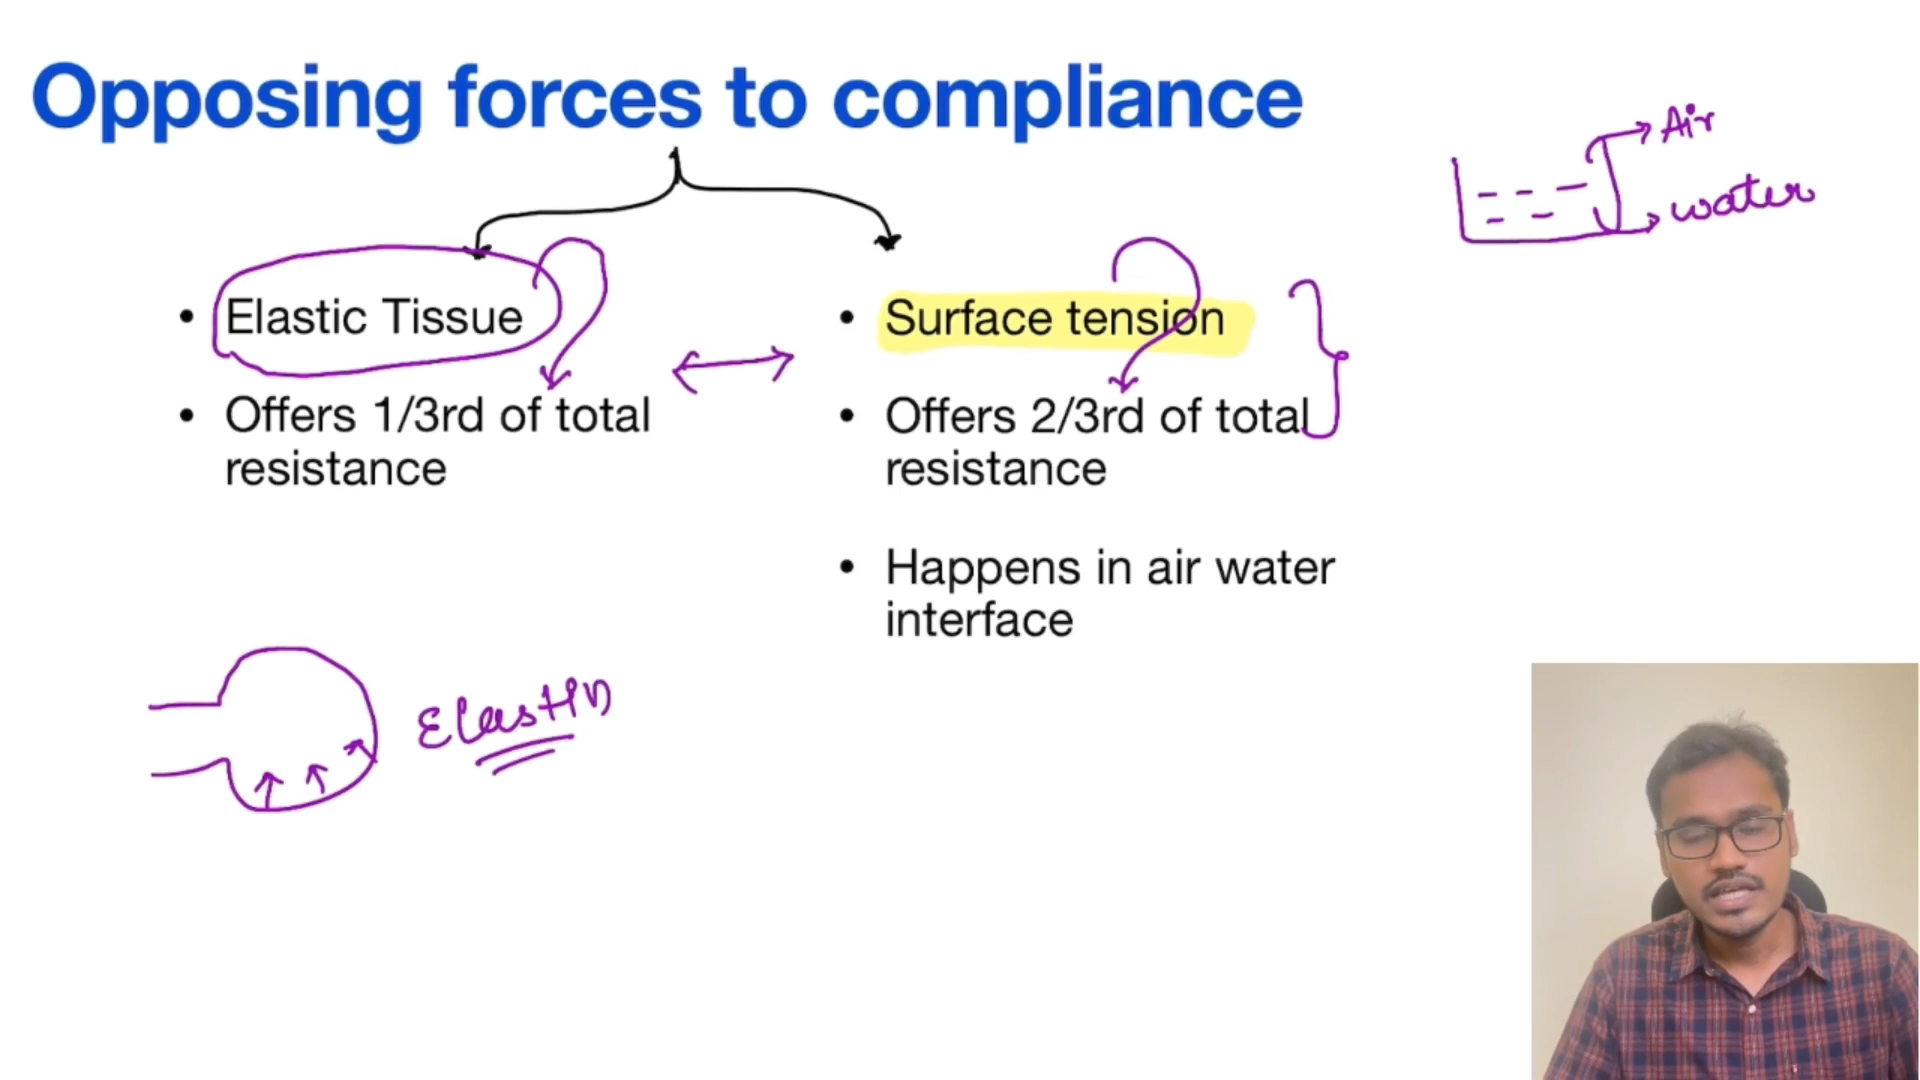 Opposing forces to compliance
Air
water
• Elastic Tissue
• Offers 1/3rd of total
resistance
• Surface tension
• Offers 2/3rd of total
resistance
• Happens in air water
interface
Elastin